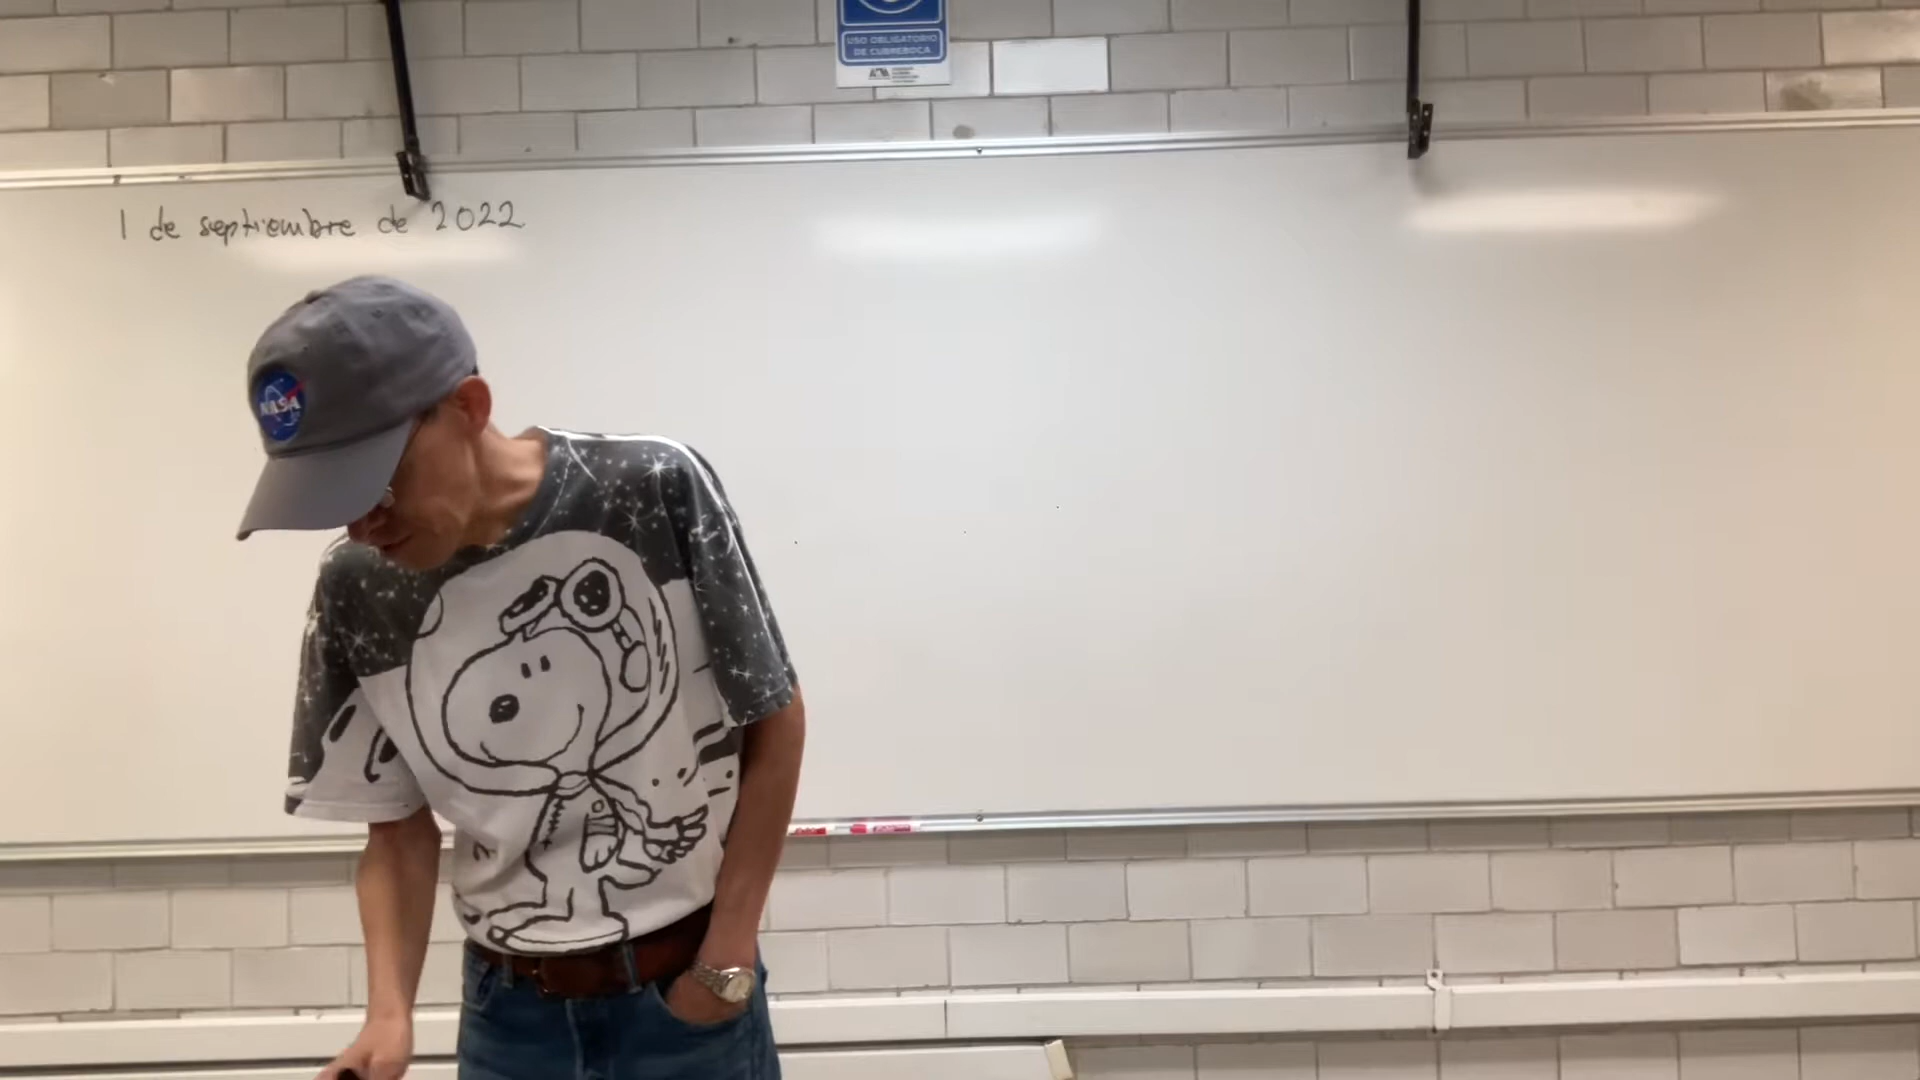 USO OBLIGATORIO
DE CUBREBOCA
1 de septiembre de 2022
NASA